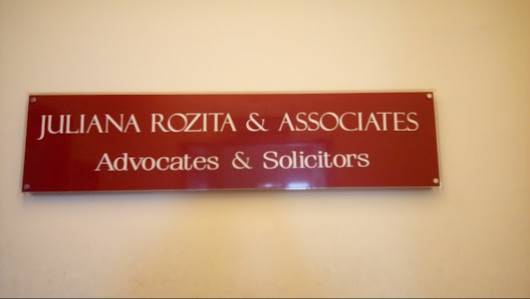 JULIANA ROZITA & ASSOCIATES
Advocates & Solicitors